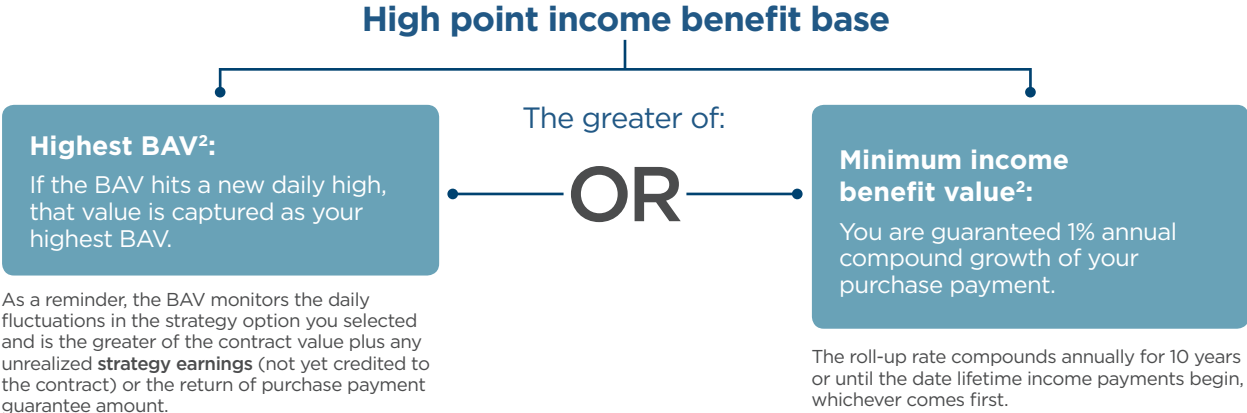 High point income benefit base
Highest BAV²:
If the BAV hits a new daily high,
that value is captured as your
highest BAV.
As a reminder, the BAV monitors the daily
fluctuations in the strategy option you selected
and is the greater of the contract value plus any
unrealized strategy earnings (not yet credited to
the contract) or the return of purchase payment
guarantee amount.
The greater of:
OR
Minimum income
benefit value²:
You are guaranteed 1% annual
compound growth of your
purchase payment.
The roll-up rate compounds annually for 10 years
or until the date lifetime income payments begin,
whichever comes first.